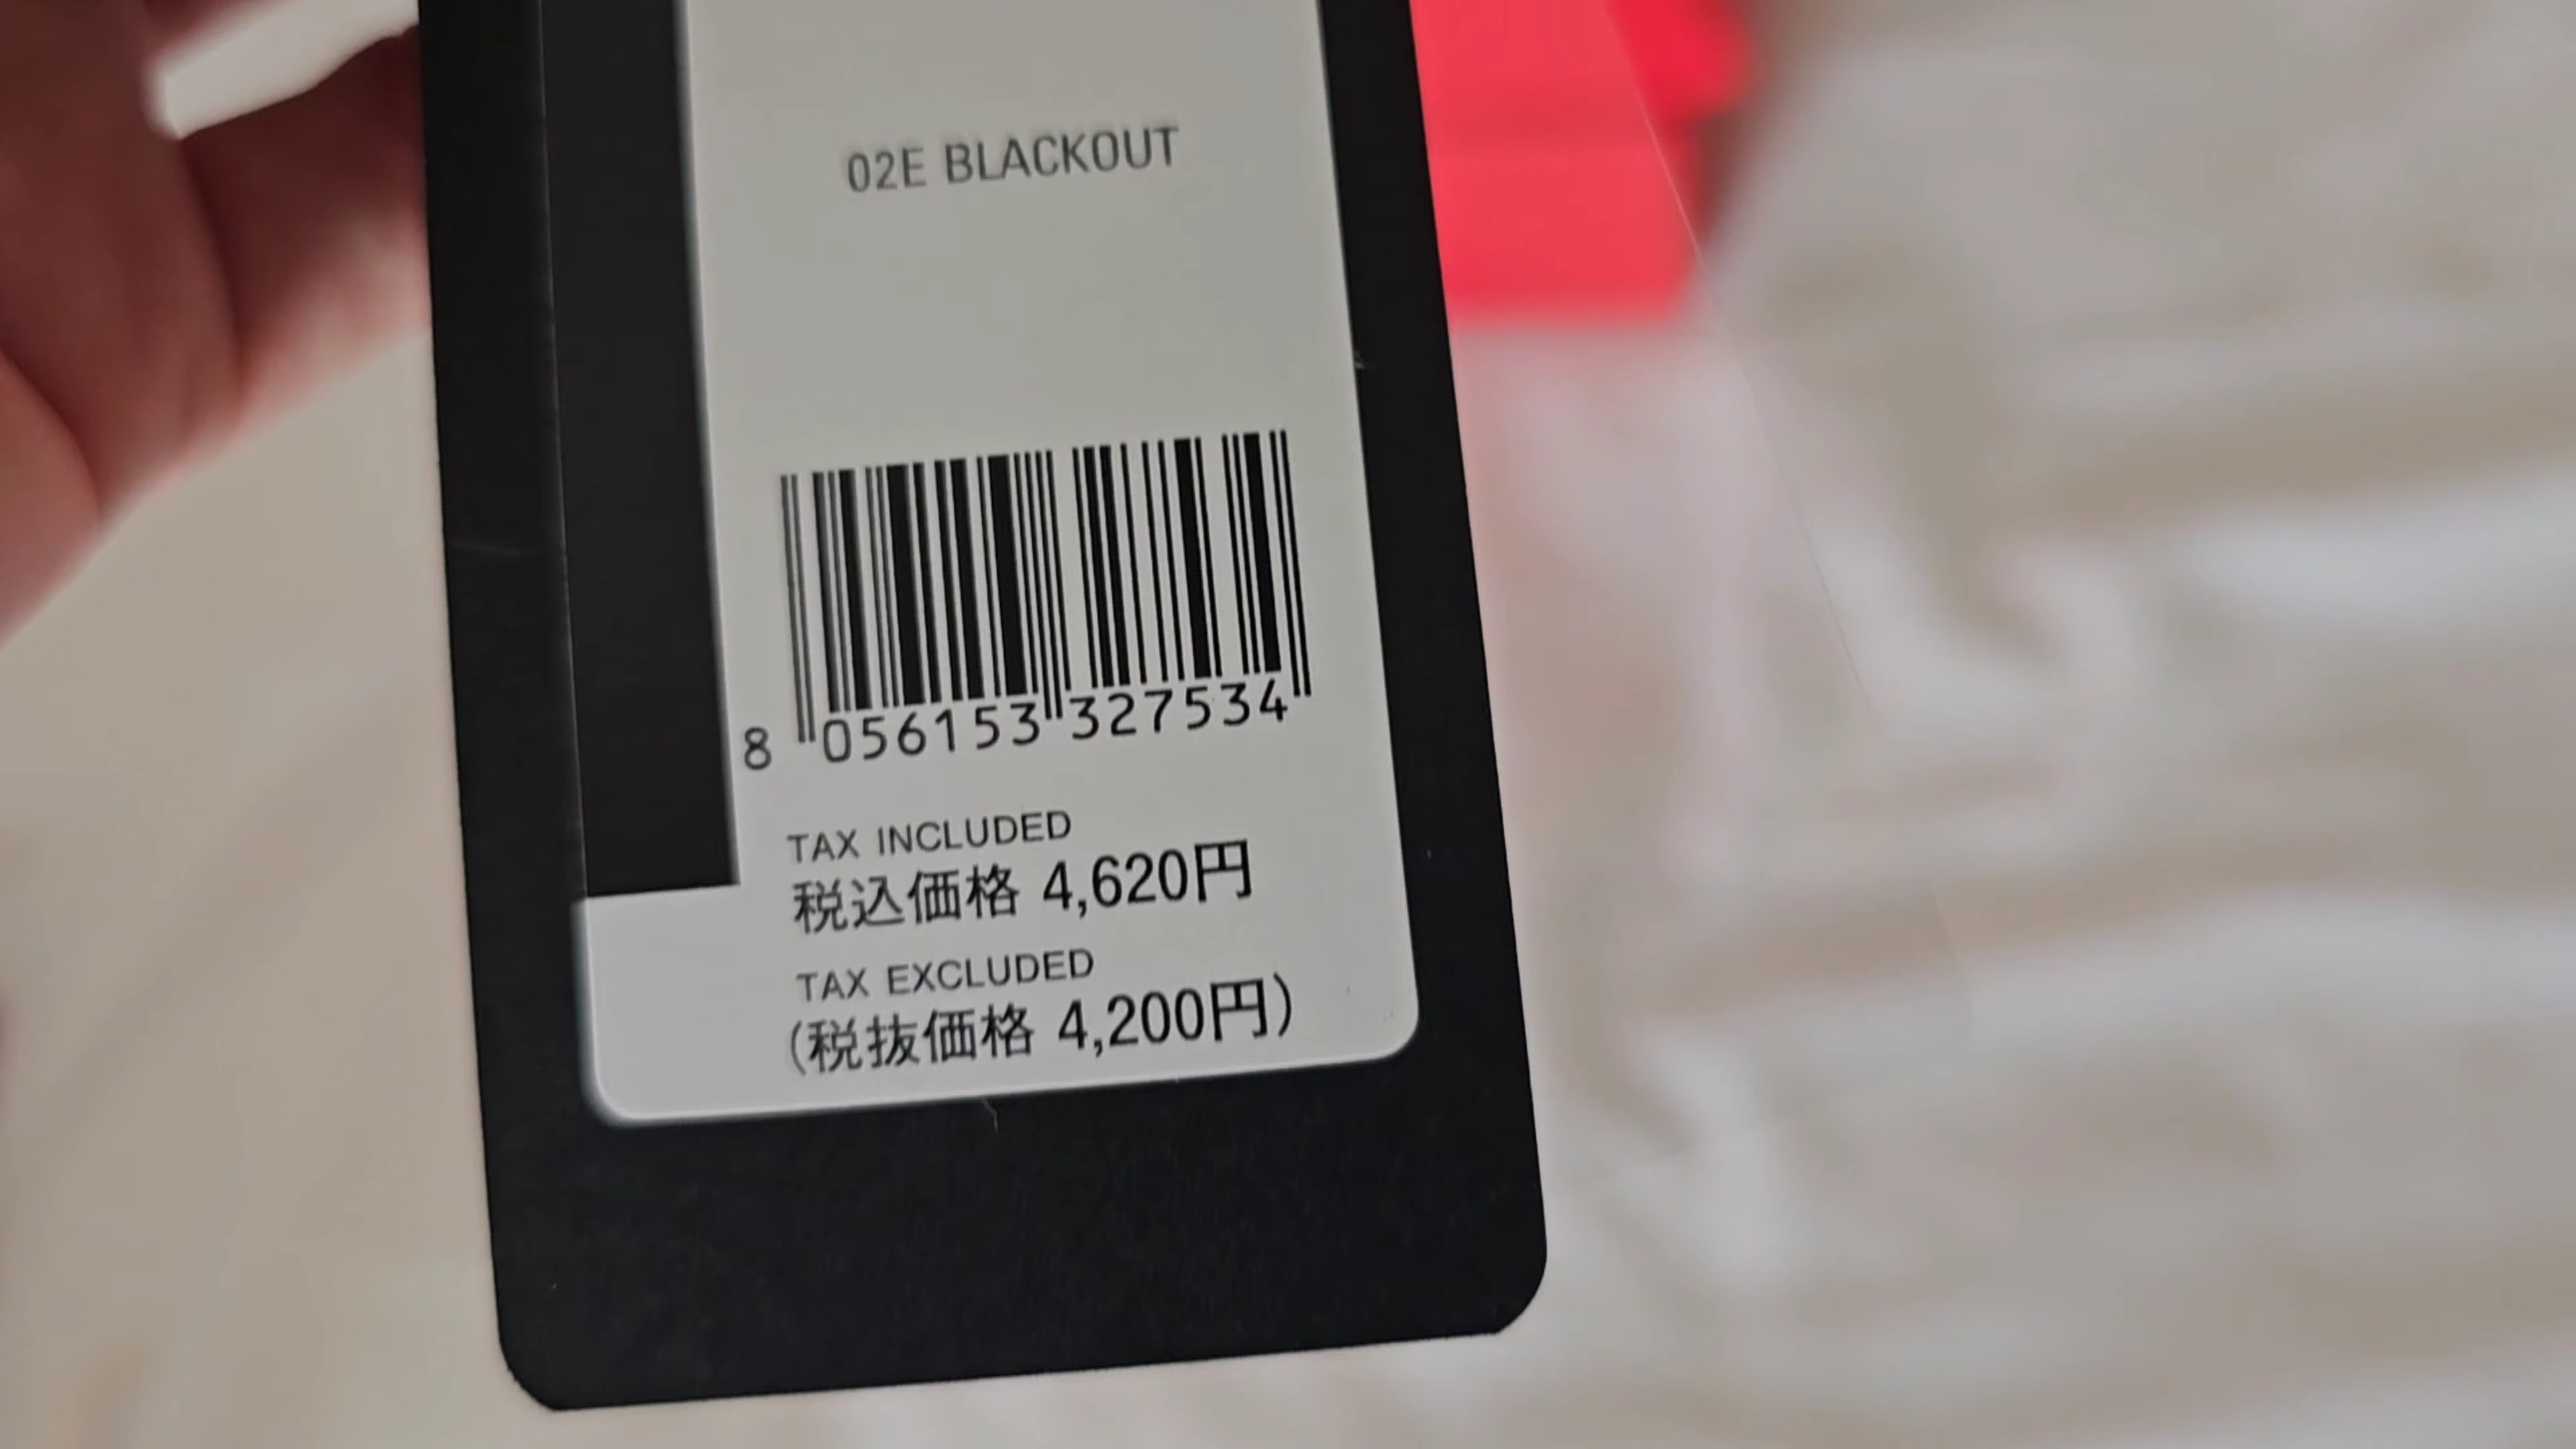 02E BLACKOUT
8 056153 327534
TAX INCLUDED
税込価格 4,620円
TAX EXCLUDED
(税抜価格 4,200円)